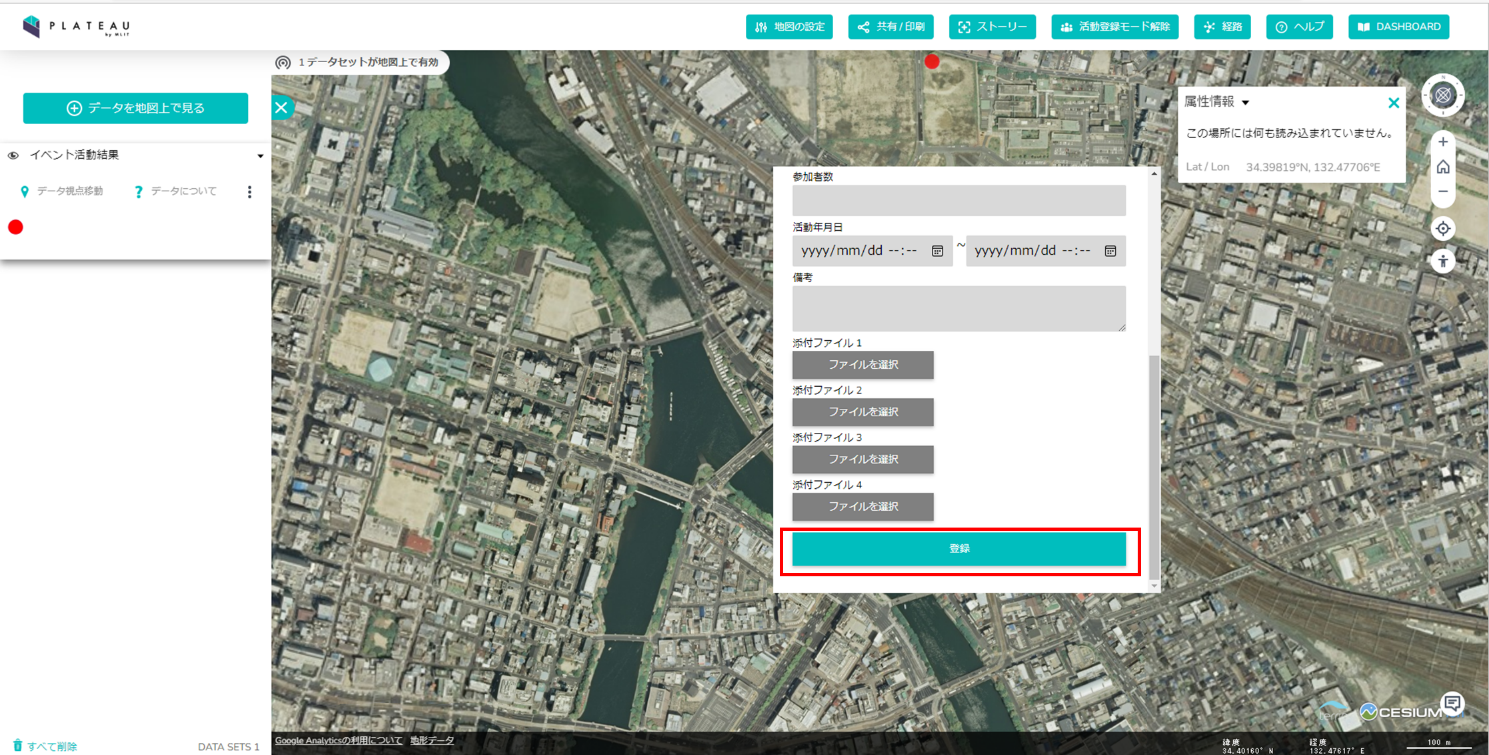 PLATEAU
by MLIT
地図の設定
共有/印刷
ストーリー
活動登録モード解除
経路
ヘルプ
DASHBOARD
1 データセットが地図上で有効
データを地図上で見る
イベント活動結果
データ視点移動
データについて
属性情報
この場所には何も読み込まれていません。
Lat / Lon 34.39819°N, 132.47706°E
参加者数
活動年月日
yyyy/mm/dd --:-- ~ yyyy/mm/dd --:--
備考
添付ファイル 1
ファイルを選択
添付ファイル 2
ファイルを選択
添付ファイル 3
ファイルを選択
添付ファイル 4
ファイルを選択
登録
CESIUM
すべて削除
DATA SETS 1
Google Analyticsの利用について 地形データ
緯度 34.40160° N
経度 132.47617° E
100 m